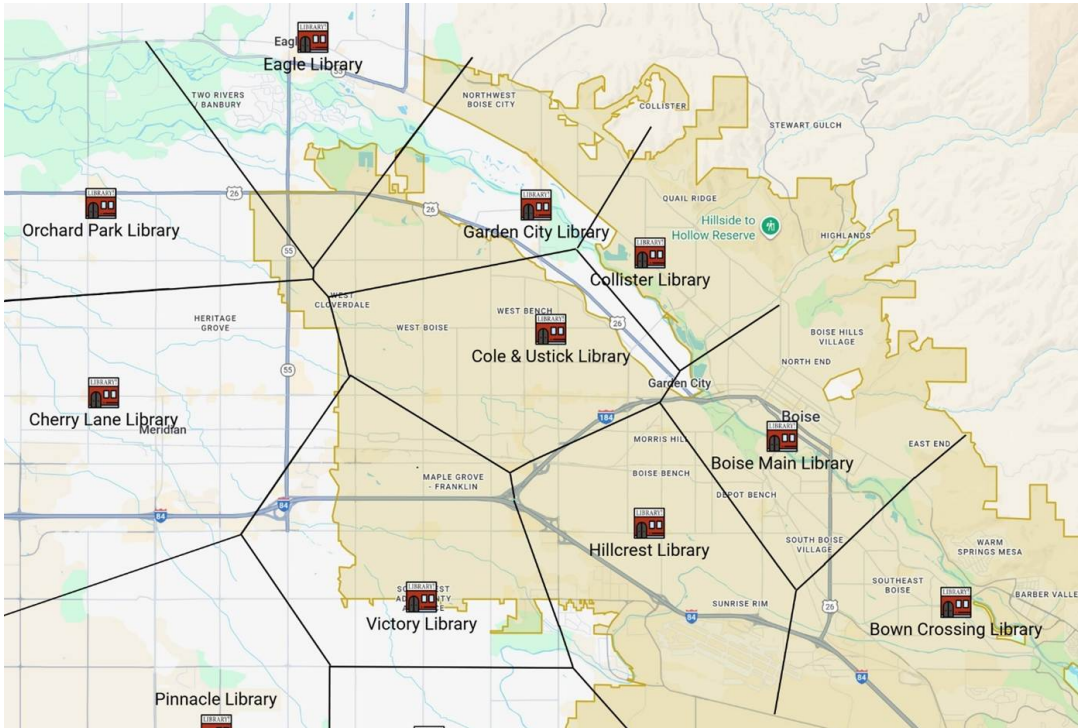 LIBRARY!
Eagle
Eagle Library
55
TWO RIVERS
/ BANBURY
NORTHWEST
BOISE CITY
COLLISTER
STEWART GULCH
LIBRARY!
26
Orchard Park Library
26
LIBRARY!
Garden City Library
QUAIL RIDGE
Hillside to
Hollow Reserve
HIGHLANDS
55
LIBRARY!
Collister Library
WEST
CLOVERDALE
HERITAGE
GROVE
WEST BOISE
WEST BENCH
LIBRARY!
Cole & Ustick Library
26
BOISE HILLS
VILLAGE
NORTH END
55
Garden City
LIBRARY!
Cherry Lane Library
Meridian
184
Boise
LIBRARY!
Boise Main Library
MORRIS HILL
EAST END
MAPLE GROVE
- FRANKLIN
BOISE BENCH
DEPOT BENCH
84
84
LIBRARY!
Hillcrest Library
SOUTH BOISE
VILLAGE
WARM
SPRINGS MESA
SOUTHEAST
BOISE
BARBER VALLE
LIBRARY!
Victory Library
SUNRISE RIM
84
26
LIBRARY!
Bown Crossing Library
84
Pinnacle Library
LIBRARY!